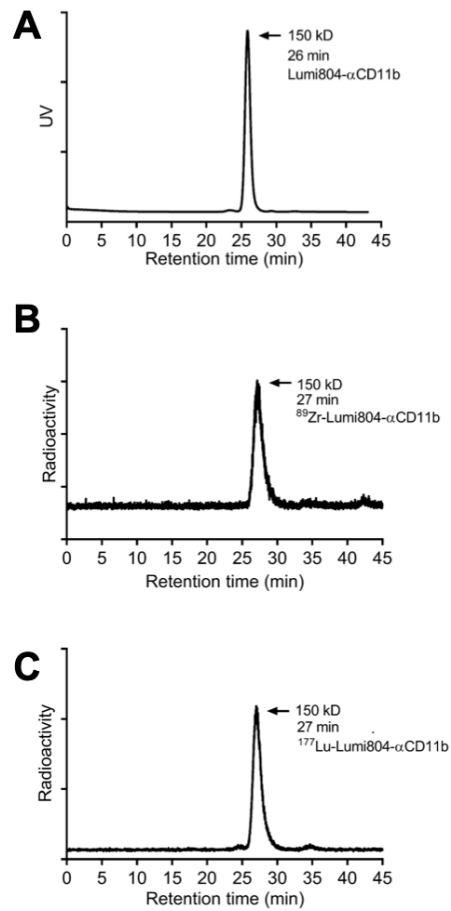 A
150 kD
26 min
Lumi804-αCD11b
UV
0 5 10 15 20 25 30 35 40 45
Retention time (min)
B
150 kD
27 min
⁸⁹Zr-Lumi804-αCD11b
Radioactivity
0 5 10 15 20 25 30 35 40 45
Retention time (min)
C
150 kD
27 min
¹⁷⁷Lu-Lumi804-αCD11b
Radioactivity
0 5 10 15 20 25 30 35 40 45
Retention time (min)